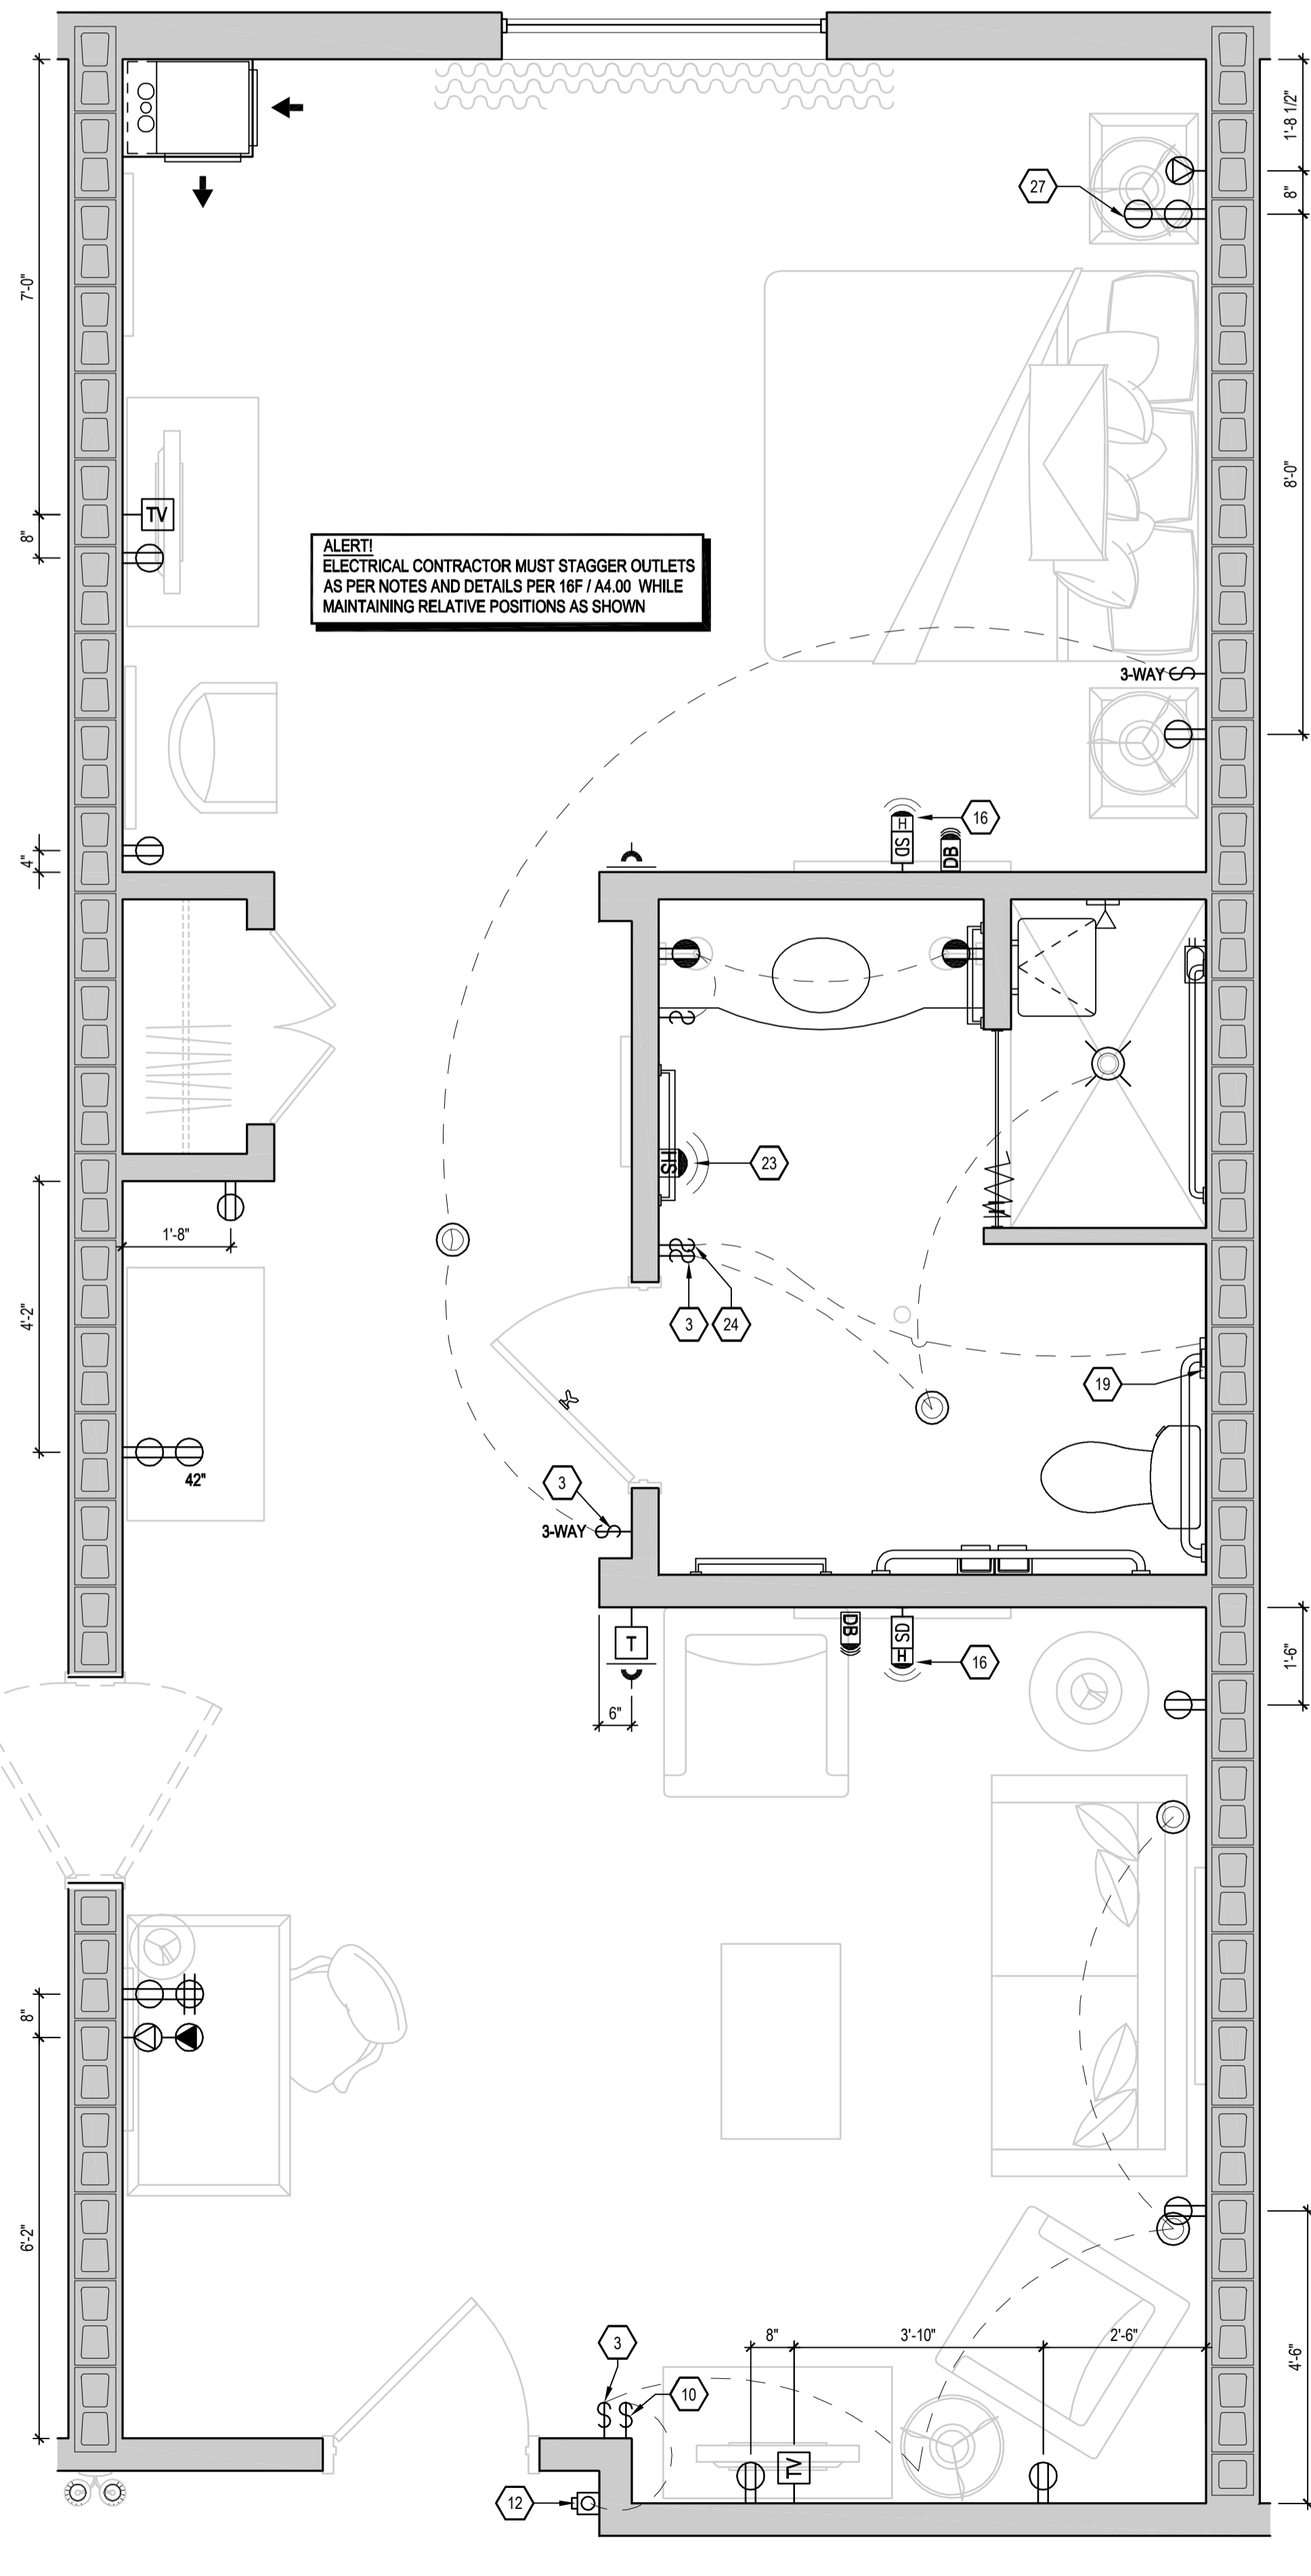 1'-8 1/2"
27
8"
7'-0"
8'-0"
TV
8"
ALERT!
ELECTRICAL CONTRACTOR MUST STAGGER OUTLETS
AS PER NOTES AND DETAILS PER 16F / A4.00 WHILE
MAINTAINING RELATIVE POSITIONS AS SHOWN
3-WAY
H
SD
16
DB
4"
HS
23
1'-8"
4'-2"
3
24
19
42"
3
3-WAY
T
DB
SD
H
16
1'-6"
6"
8"
6'-2"
3
10
8"
3'-10"
2'-6"
4'-6"
TV
12